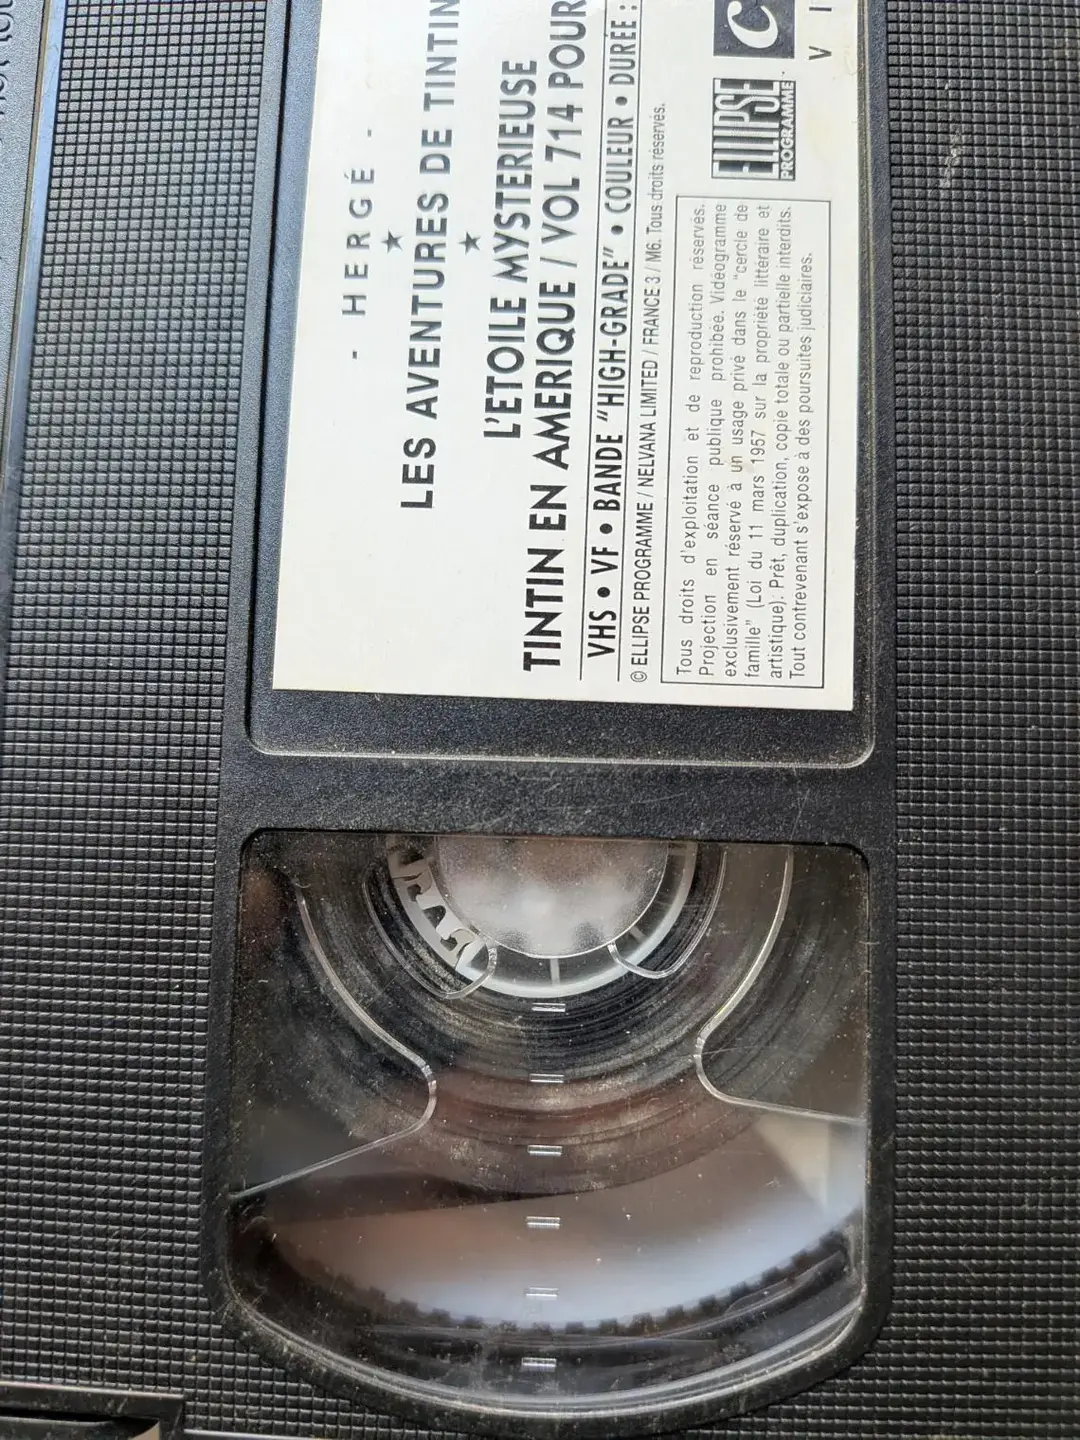 - HERGÉ -
LES AVENTURES DE TINTIN
L'ETOILE MYSTERIEUSE
TINTIN EN AMERIQUE / VOL 714 POUR
VHS • VF • BANDE "HIGH-GRADE" • COULEUR • DURÉE :
© ELLIPSE PROGRAMME / NELVANA LIMITED / FRANCE 3 / M6. Tous droits réservés.
Tous droits d'exploitation et de reproduction réservés.
Projection en séance publique prohibée. Vidéogramme
exclusivement réservé à un usage privé dans le "cercle de
famille" (Loi du 11 mars 1957 sur la propriété littéraire et
artistique). Prêt, duplication, copie totale ou partielle interdits.
Tout contrevenant s'expose à des poursuites judiciaires.
ELLIPSE
PROGRAMME
C
V I